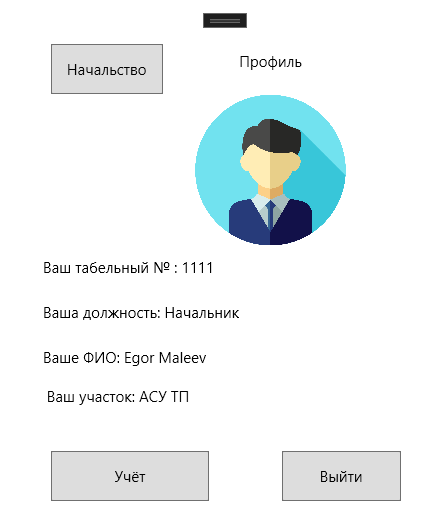 Начальство
Профиль
Ваш табельный № : 1111
Ваша должность: Начальник
Ваше ФИО: Egor Maleev
Ваш участок: АСУ ТП
Учёт
Выйти